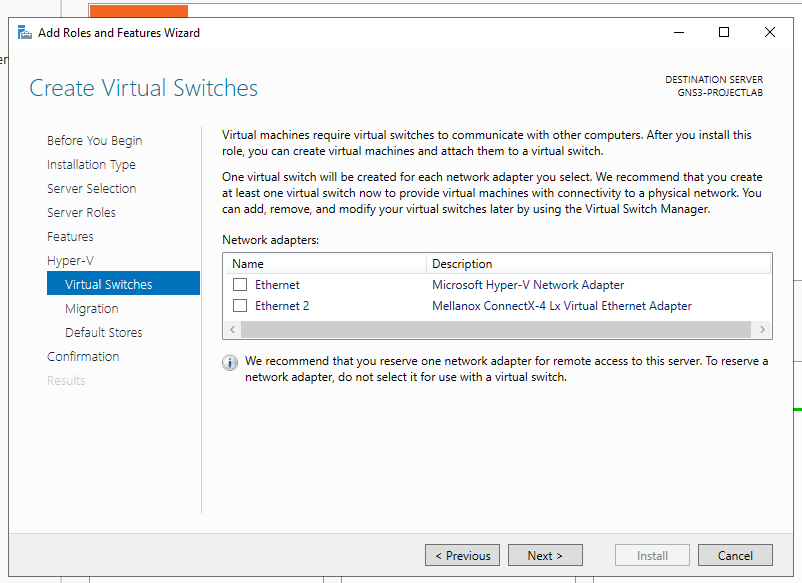 Add Roles and Features Wizard
Create Virtual Switches
DESTINATION SERVER
GNS3-PROJECTLAB
Before You Begin
Installation Type
Server Selection
Server Roles
Features
Hyper-V
Virtual Switches
Migration
Default Stores
Confirmation
Results
Virtual machines require virtual switches to communicate with other computers. After you install this
role, you can create virtual machines and attach them to a virtual switch.
One virtual switch will be created for each network adapter you select. We recommend that you create
at least one virtual switch now to provide virtual machines with connectivity to a physical network. You
can add, remove, and modify your virtual switches later by using the Virtual Switch Manager.
Network adapters:
Name Description
Ethernet Microsoft Hyper-V Network Adapter
Ethernet 2 Mellanox ConnectX-4 Lx Virtual Ethernet Adapter
We recommend that you reserve one network adapter for remote access to this server. To reserve a
network adapter, do not select it for use with a virtual switch.
< Previous Next > Install Cancel